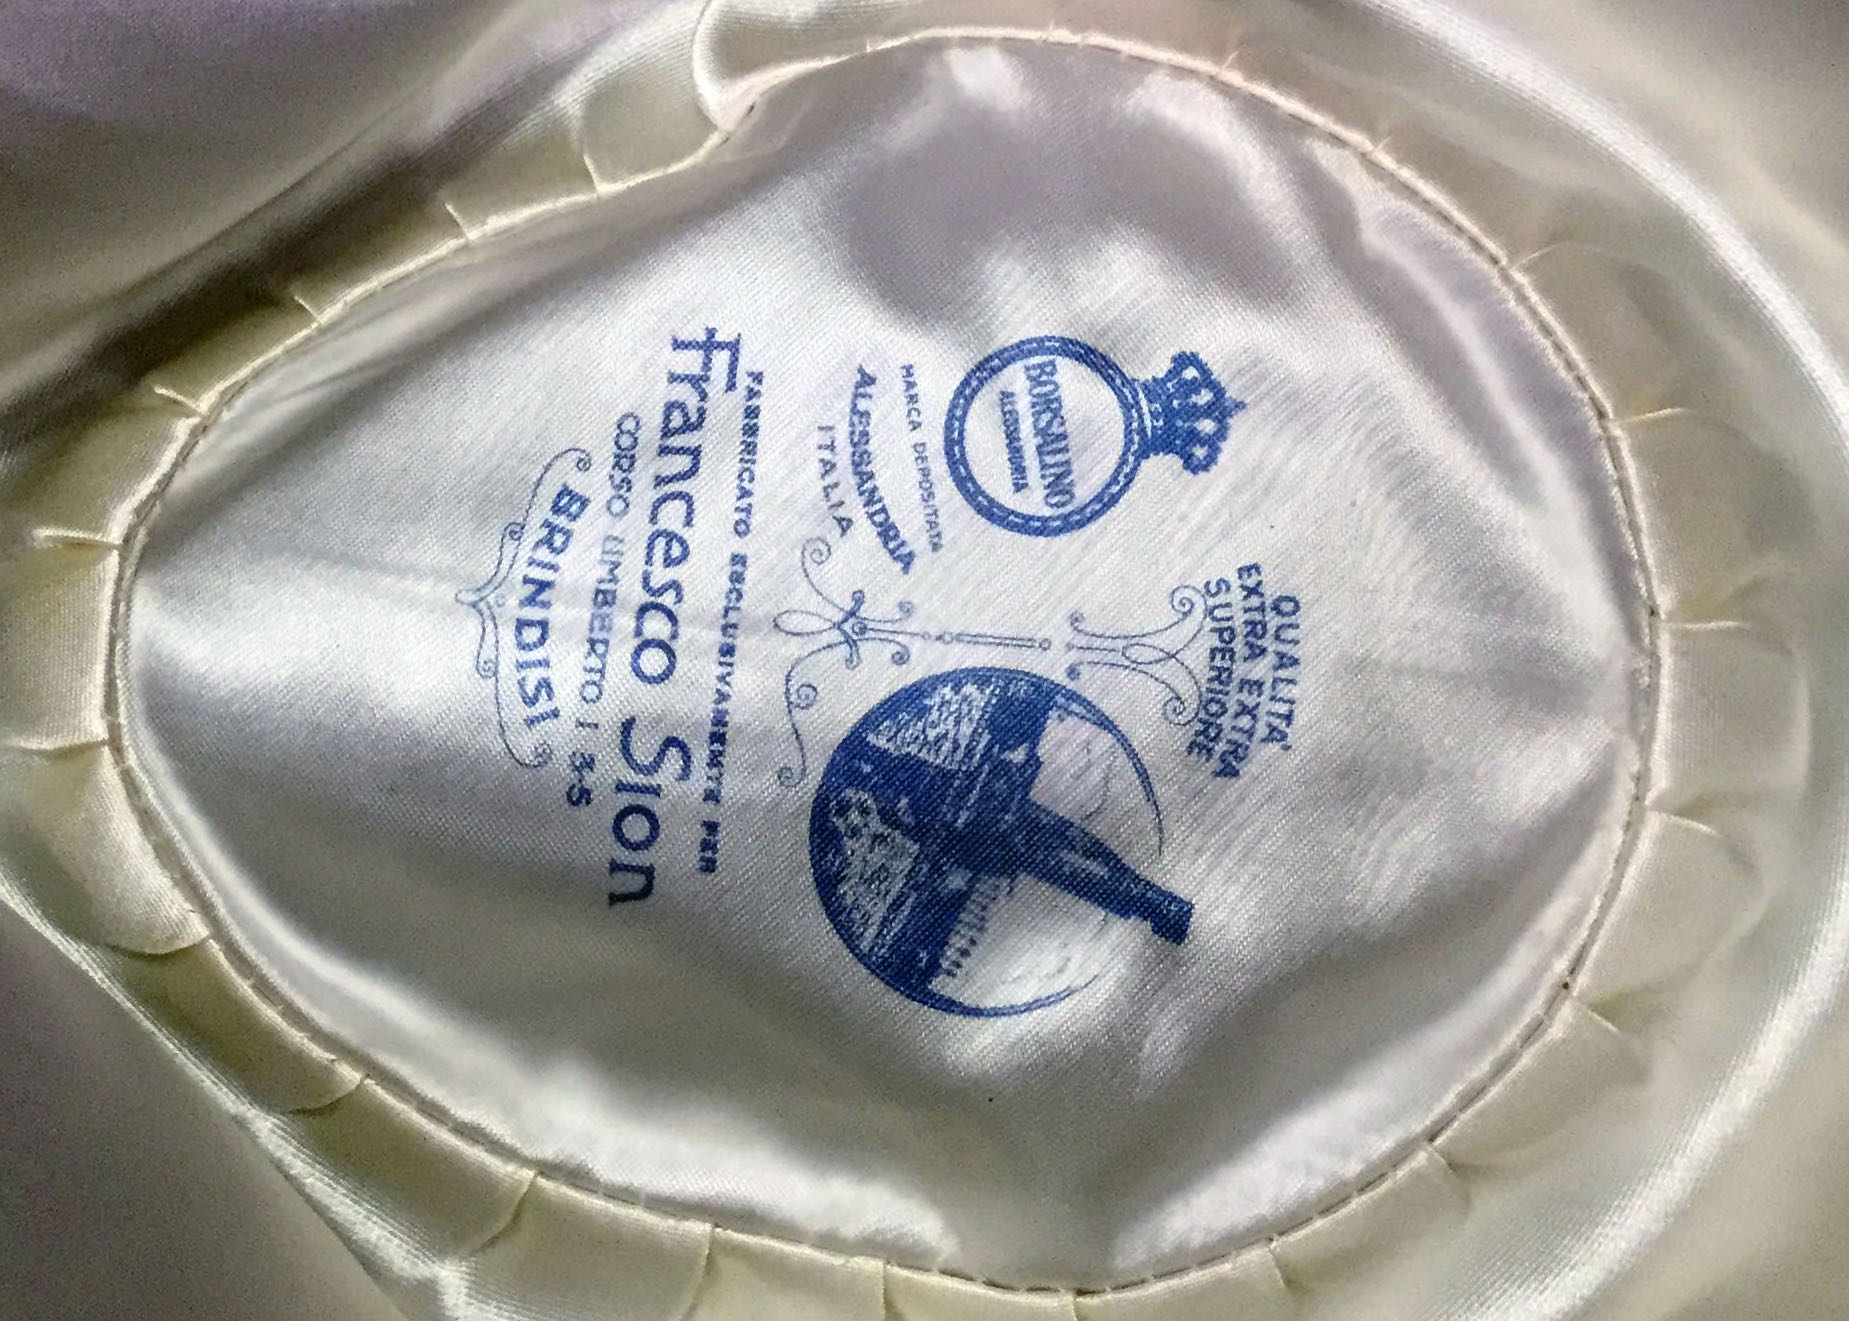 QUALITA'
EXTRA EXTRA
SUPERIORE
BORSALINO
ALESSANDRIA
MARCA DEPOSITATA
ALESSANDRIA
ITALIA
FABBRICATO ESCLUSIVAMENTE PER
Francesco Sion
CORSO UMBERTO I 3-5
BRINDISI